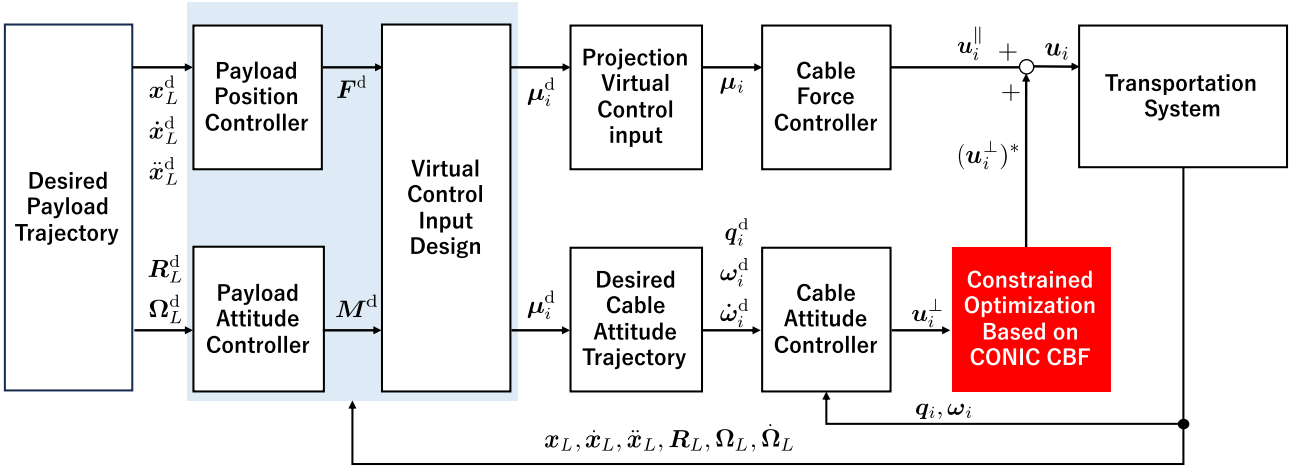 Desired
Payload
Trajectory
𝒙_L^d
𝒙̇_L^d
𝒙̈_L^d
𝑹_L^d
𝛀_L^d
Payload
Position
Controller
Payload
Attitude
Controller
𝑭^d
𝑴^d
Virtual
Control
Input
Design
𝝁_i^d
𝝁_i^d
Projection
Virtual
Control
input
𝝁_i
Desired
Cable
Attitude
Trajectory
𝒒_i^d
𝝎_i^d
𝝎̇_i^d
Cable
Force
Controller
Cable
Attitude
Controller
𝒖_i^∥
+
+
𝒖_i
(𝒖_i^⊥)*
𝒖_i^⊥
Constrained
Optimization
Based on
CONIC CBF
Transportation
System
𝒒_i, 𝝎_i
𝒙_L, 𝒙̇_L, 𝒙̈_L, 𝑹_L, 𝛀_L, 𝛀̇_L